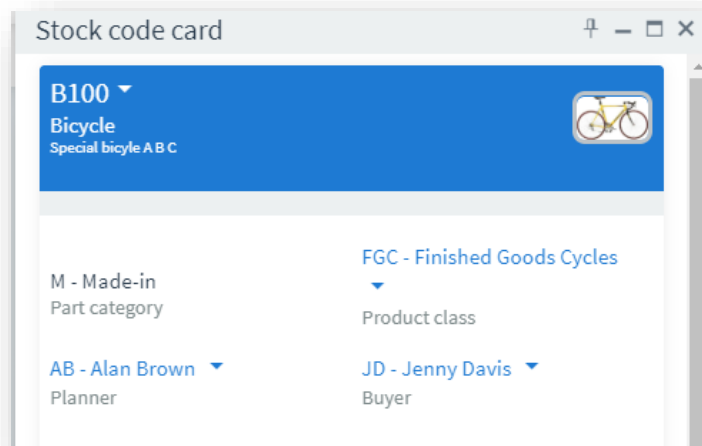 Stock code card
B100
Bicycle
Special bicyle A B C
M - Made-in
Part category
FGC - Finished Goods Cycles
Product class
AB - Alan Brown
Planner
JD - Jenny Davis
Buyer